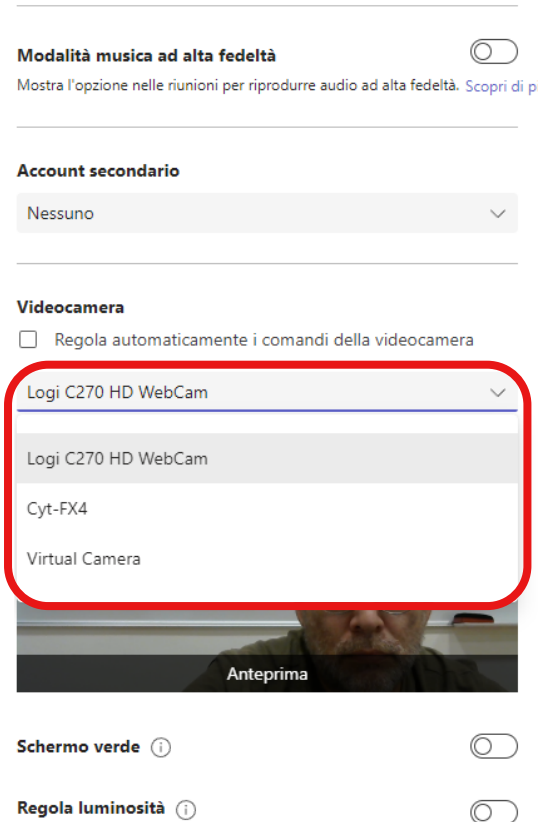 Modalità musica ad alta fedeltà
Mostra l'opzione nelle riunioni per riprodurre audio ad alta fedeltà. Scopri di p
Account secondario
Nessuno
Videocamera
Regola automaticamente i comandi della videocamera
Logi C270 HD WebCam
Logi C270 HD WebCam
Cyt-FX4
Virtual Camera
Anteprima
Schermo verde
Regola luminosità